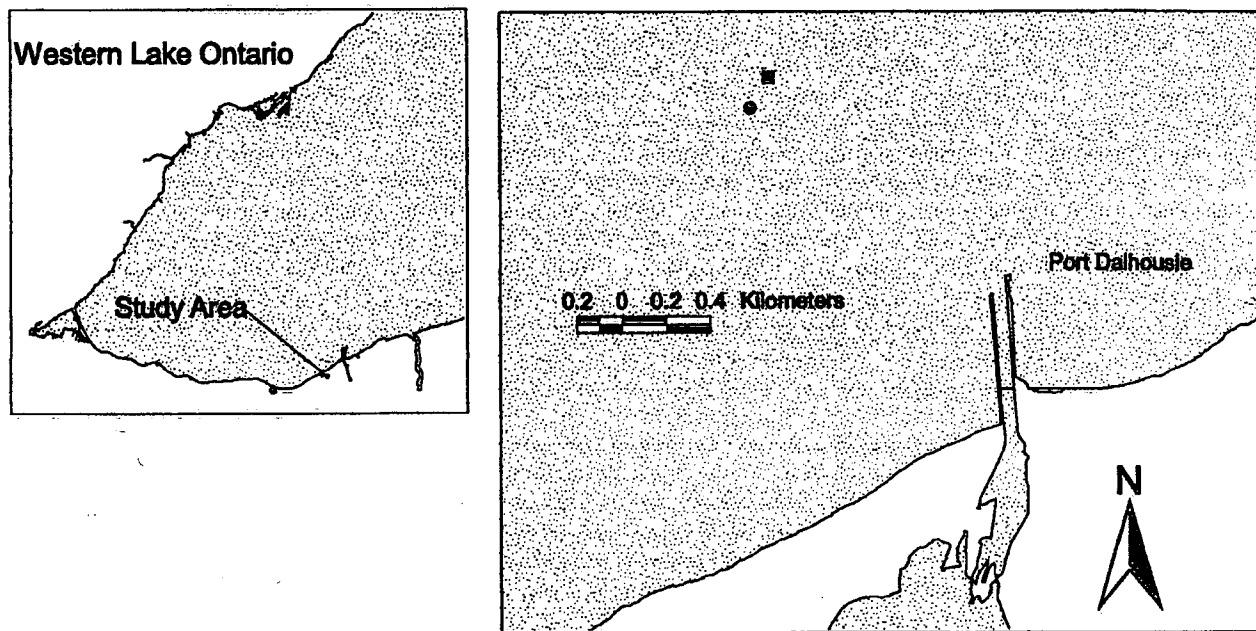 Western Lake Ontario
Study Area
Port Dalhousie
0.2 0 0.2 0.4 Kilometers
N